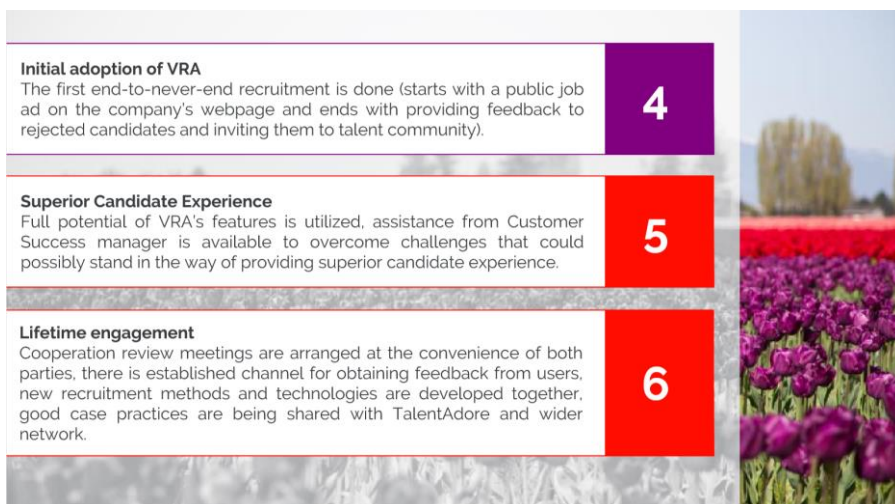 Initial adoption of VRA
The first end-to-never-end recruitment is done (starts with a public job
ad on the company's webpage and ends with providing feedback to
rejected candidates and inviting them to talent community).
4
Superior Candidate Experience
Full potential of VRA's features is utilized, assistance from Customer
Success manager is available to overcome challenges that could
possibly stand in the way of providing superior candidate experience.
5
Lifetime engagement
Cooperation review meetings are arranged at the convenience of both
parties, there is established channel for obtaining feedback from users,
new recruitment methods and technologies are developed together,
good case practices are being shared with TalentAdore and wider
network.
6